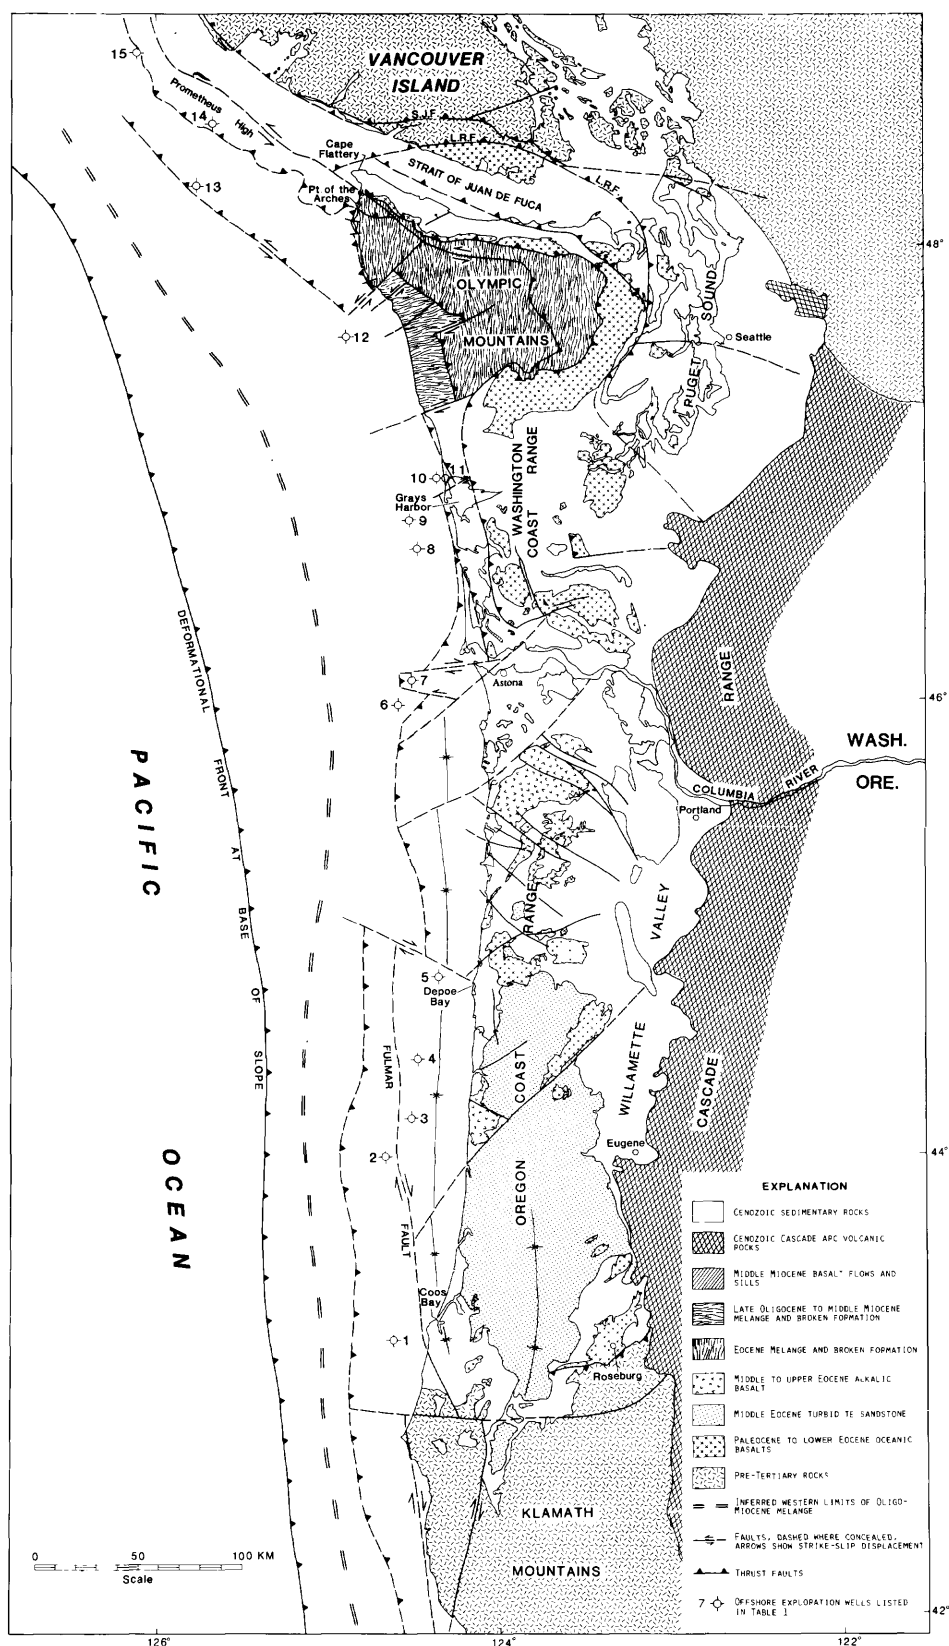 VANCOUVER
ISLAND
15
Prometheus
High
14
13
S.J.F.
L.R.F.
Cape
Flattery
Pt of the
Arches
STRAIT OF JUAN DE FUCA
L.R.F.
48°
OLYMPIC
MOUNTAINS
12
PUGET SOUND
Seattle
10
11
Grays
Harbor
9
8
WASHINGTON
COAST RANGE
7
6
Astoria
46°
WASH.
ORE.
COLUMBIA RIVER
Portland
CASCADE RANGE
DEFORMATIONAL FRONT AT BASE OF SLOPE
PACIFIC
OCEAN
5
Depoe
Bay
4
3
2
1
FULMAR FAULT
OREGON COAST RANGE
WILLAMETTE VALLEY
Eugene
44°
Coos
Bay
Roseburg
KLAMATH
MOUNTAINS
42°
0 50 100 KM
Scale
126° 124° 122°
EXPLANATION
CENOZOIC SEDIMENTARY ROCKS
CENOZOIC CASCADE ARC VOLCANIC
ROCKS
MIDDLE MIOCENE BASALT FLOWS AND
SILLS
LATE OLIGOCENE TO MIDDLE MIOCENE
MELANGE AND BROKEN FORMATION
EOCENE MELANGE AND BROKEN FORMATION
MIDDLE TO UPPER EOCENE ALKALIC
BASALT
MIDDLE EOCENE TURBIDITE SANDSTONE
PALEOCENE TO LOWER EOCENE OCEANIC
BASALTS
PRE-TERTIARY ROCKS
INFERRED WESTERN LIMITS OF OLIGO-
MIOCENE MELANGE
FAULTS, DASHED WHERE CONCEALED,
ARROWS SHOW STRIKE-SLIP DISPLACEMENT
THRUST FAULTS
7 OFFSHORE EXPLORATION WELLS LISTED
IN TABLE 1